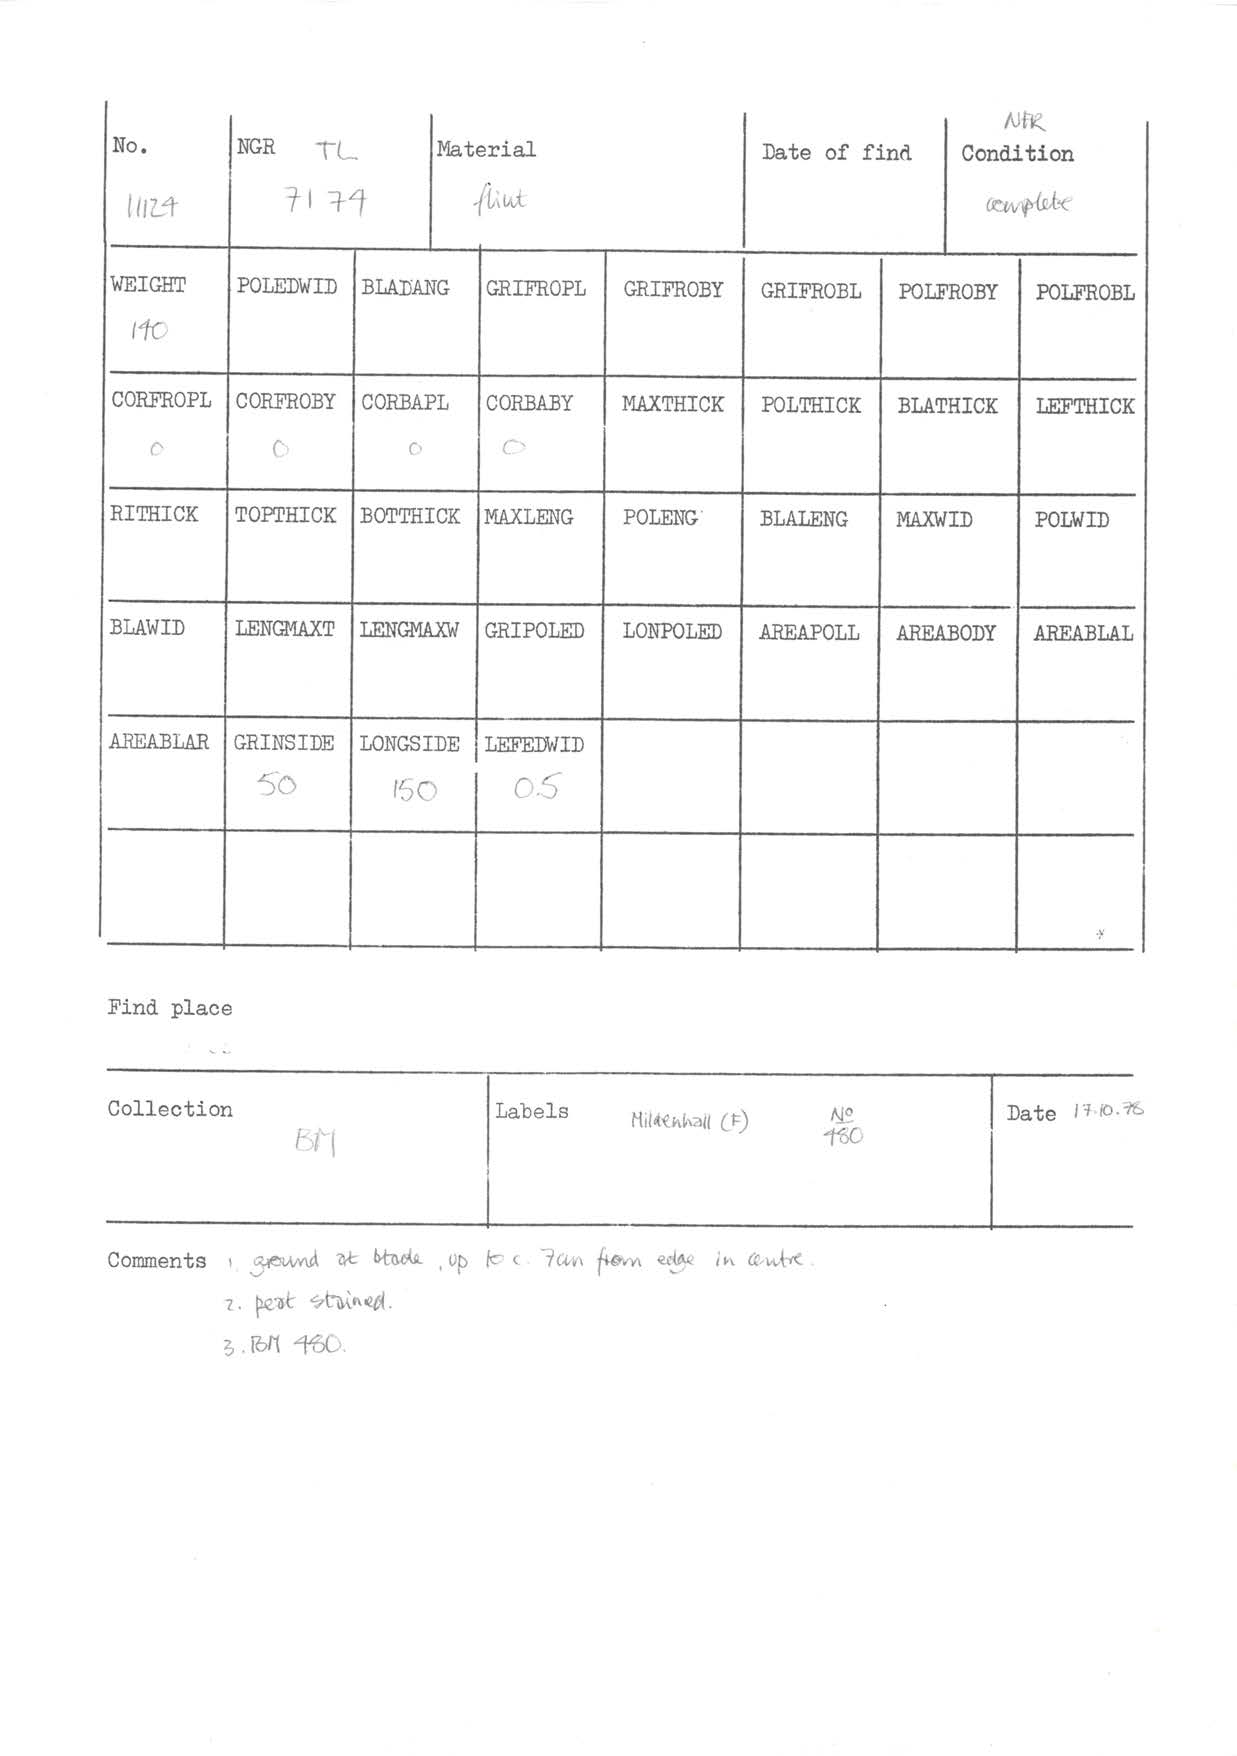 NFR
No. NGR TL Material Date of find Condition
11124 71 74 flint complete
WEIGHT POLEDWID BLADANG GRIFROPL GRIFROBY GRIFROBL POLFROBY POLFROBL
140
CORFROPL CORFROBY CORBAPL CORBABY MAXTHICK POLTHICK BLATHICK LEFTHICK
0 0 0 0
RITHICK TOPTHICK BOTTHICK MAXLENG POLENG BLALENG MAXWID POLWID
BLAWID LENGMAXT LENGMAXW GRIPOLED LONPOLED AREAPOLL AREABODY AREABLAL
AREABLAR GRINSIDE LONGSIDE LEFEDWID
50 150 0.5
Find place
Collection BM Labels Mildenhall (F) No 480 Date 17.10.78
Comments 1. ground at blade, up to c. 7cm from edge in centre.
2. peat stained.
3. BM 480.